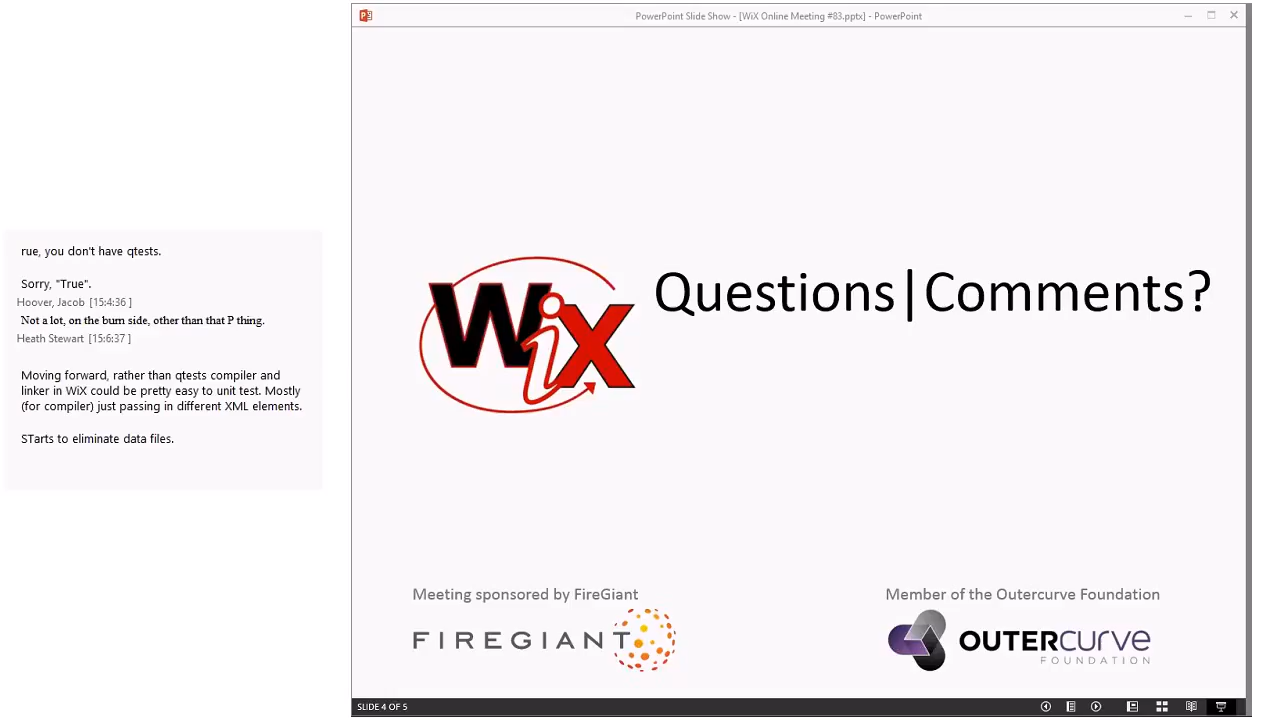 PowerPoint Slide Show - [WiX Online Meeting #83.pptx] - PowerPoint
rue, you don't have qtests.
Sorry, "True".
Hoover, Jacob [15:4:36 ]
Not a lot, on the burn side, other than that P thing.
Heath Stewart [15:6:37 ]
Moving forward, rather than qtests compiler and
linker in WiX could be pretty easy to unit test. Mostly
(for compiler) just passing in different XML elements.
STarts to eliminate data files.
WiX
Questions|Comments?
Meeting sponsored by FireGiant
FIREGIANT
Member of the Outercurve Foundation
OUTERCURVE
FOUNDATION
SLIDE 4 OF 5